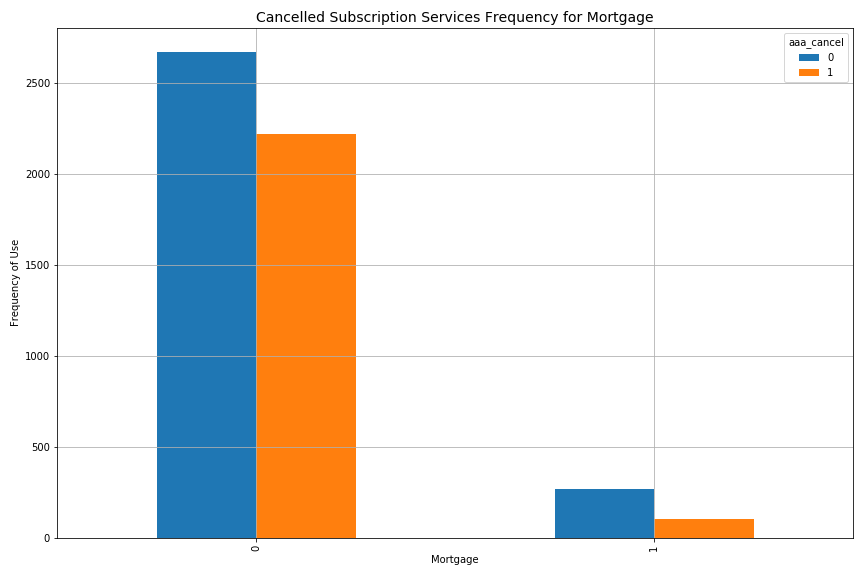 Cancelled Subscription Services Frequency for Mortgage
aaa_cancel
0
1
2500
2000
1500
1000
500
0
Frequency of Use
0
1
Mortgage